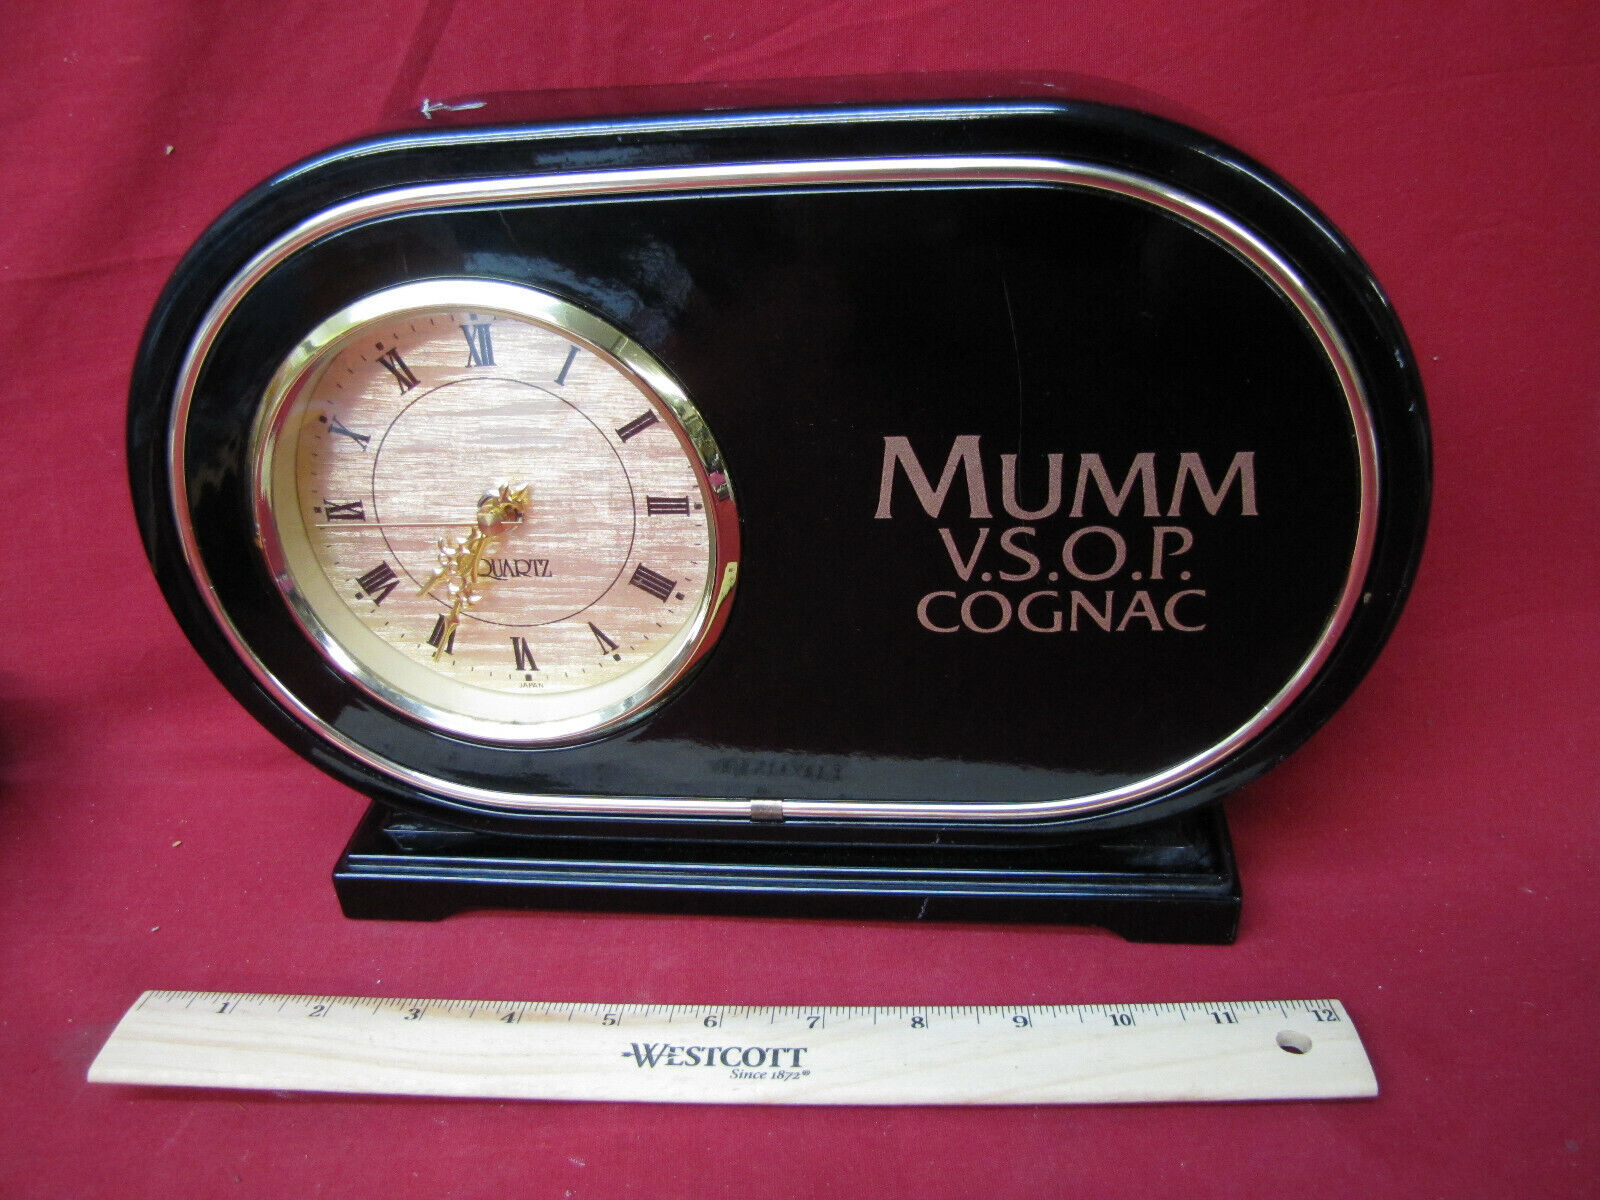 XII
I
II
III
IIII
V
VI
VII
VIII
IX
X
XI
QUARTZ
JAPAN
MUMM
V.S.O.P.
COGNAC
1 2 3 4 5 6 7 8 9 10 11 12
WESTCOTT
Since 1872®